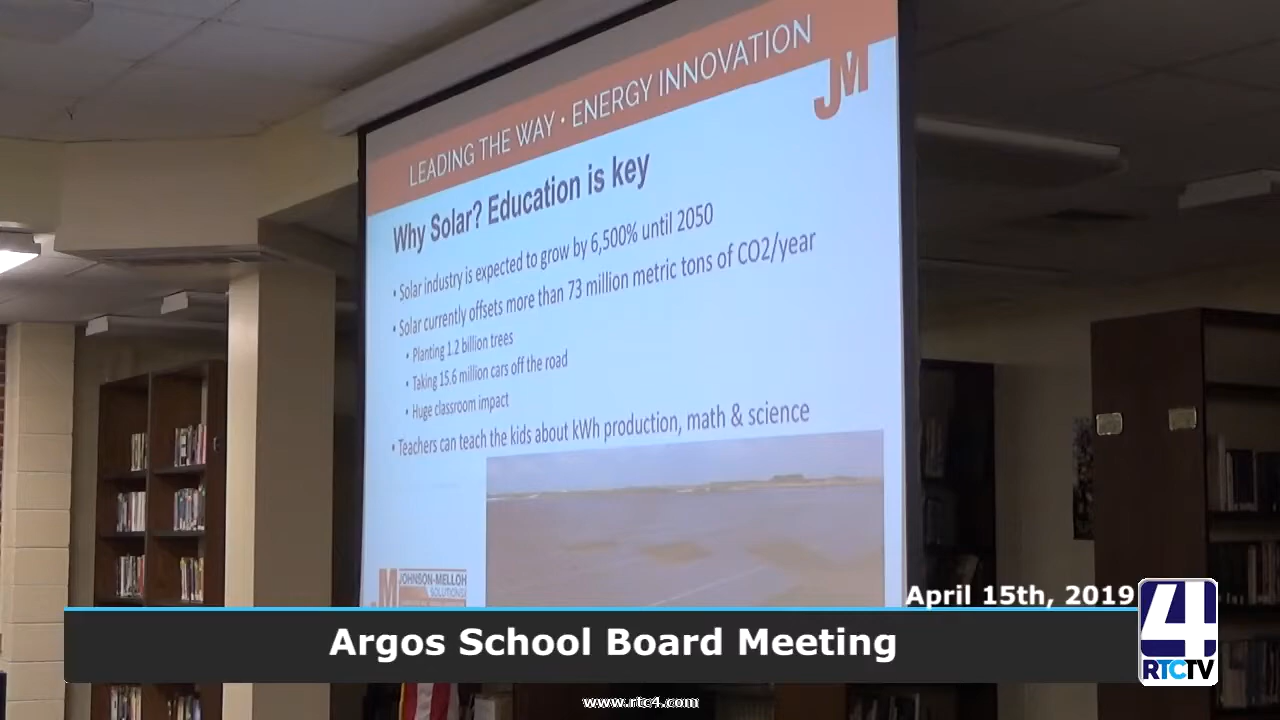 LEADING THE WAY • ENERGY INNOVATION
JM
Why Solar? Education is key
• Solar industry is expected to grow by 6,500% until 2050
• Solar currently offsets more than 73 million metric tons of CO2/year
• Planting 1.2 billion trees
• Taking 15.6 million cars off the road
• Huge classroom impact
• Teachers can teach the kids about kWh production, math & science
JM
JOHNSON-MELLOH
SOLUTIONS
April 15th, 2019
Argos School Board Meeting
4
RTCTV
www.rtc4.com